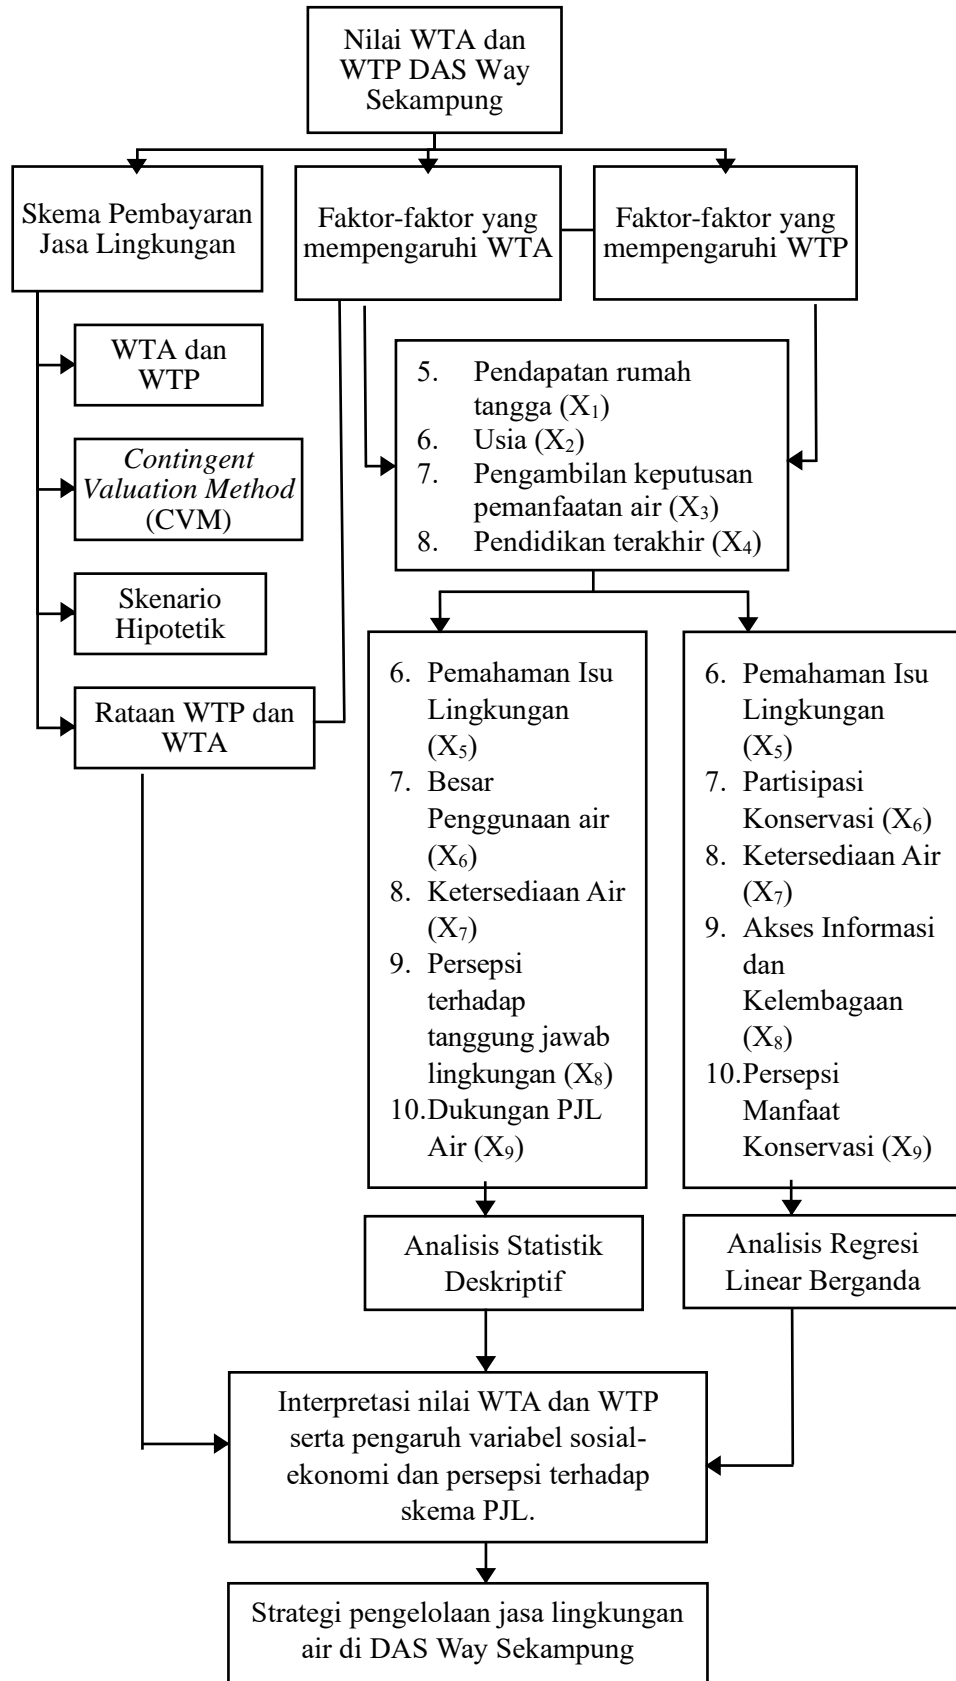 Nilai WTA dan
WTP DAS Way
Sekampung
Skema Pembayaran
Jasa Lingkungan
Faktor-faktor yang
mempengaruhi WTA
Faktor-faktor yang
mempengaruhi WTP
WTA dan
WTP
Contingent
Valuation Method
(CVM)
Skenario
Hipotetik
Rataan WTP dan
WTA
5. Pendapatan rumah
tangga (X₁)
6. Usia (X₂)
7. Pengambilan keputusan
pemanfaatan air (X₃)
8. Pendidikan terakhir (X₄)
6. Pemahaman Isu
Lingkungan
(X₅)
7. Besar
Penggunaan air
(X₆)
8. Ketersediaan Air
(X₇)
9. Persepsi
terhadap
tanggung jawab
lingkungan (X₈)
10.Dukungan PJL
Air (X₉)
6. Pemahaman Isu
Lingkungan
(X₅)
7. Partisipasi
Konservasi (X₆)
8. Ketersediaan Air
(X₇)
9. Akses Informasi
dan
Kelembagaan
(X₈)
10.Persepsi
Manfaat
Konservasi (X₉)
Analisis Statistik
Deskriptif
Analisis Regresi
Linear Berganda
Interpretasi nilai WTA dan WTP
serta pengaruh variabel sosial-
ekonomi dan persepsi terhadap
skema PJL.
Strategi pengelolaan jasa lingkungan
air di DAS Way Sekampung